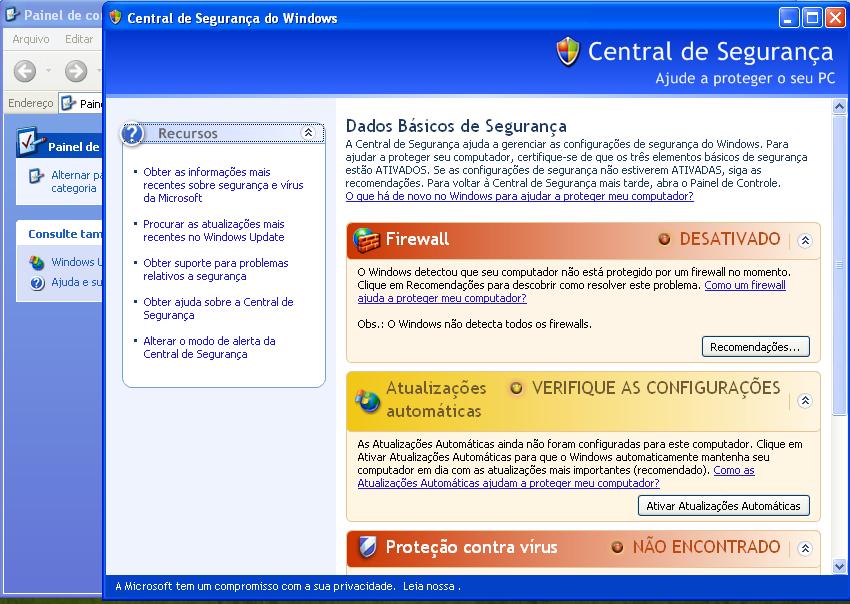 Painel de co
Central de Segurança do Windows
Arquivo Editar
Central de Segurança
Ajude a proteger o seu PC
Endereço Paine
Painel de
Alternar pa
categoria
Consulte tam
Windows U
Ajuda e su
Recursos
Obter as informações mais
recentes sobre segurança e vírus
da Microsoft
Procurar as atualizações mais
recentes no Windows Update
Obter suporte para problemas
relativos a segurança
Obter ajuda sobre a Central de
Segurança
Alterar o modo de alerta da
Central de Segurança
Dados Básicos de Segurança
A Central de Segurança ajuda a gerenciar as configurações de segurança do Windows. Para
ajudar a proteger seu computador, certifique-se de que os três elementos básicos de segurança
estão ATIVADOS. Se as configurações de segurança não estiverem ATIVADAS, siga as
recomendações. Para voltar à Central de Segurança mais tarde, abra o Painel de Controle.
O que há de novo no Windows para ajudar a proteger meu computador?
Firewall DESATIVADO
O Windows detectou que seu computador não está protegido por um firewall no momento.
Clique em Recomendações para descobrir como resolver este problema. Como um firewall
ajuda a proteger meu computador?
Obs.: O Windows não detecta todos os firewalls.
Recomendações...
Atualizações VERIFIQUE AS CONFIGURAÇÕES
automáticas
As Atualizações Automáticas ainda não foram configuradas para este computador. Clique em
Ativar Atualizações Automáticas para que o Windows automaticamente mantenha seu
computador em dia com as atualizações mais importantes (recomendado). Como as
Atualizações Automáticas ajudam a proteger meu computador?
Ativar Atualizações Automáticas
Proteção contra vírus NÃO ENCONTRADO
A Microsoft tem um compromisso com a sua privacidade. Leia nossa .